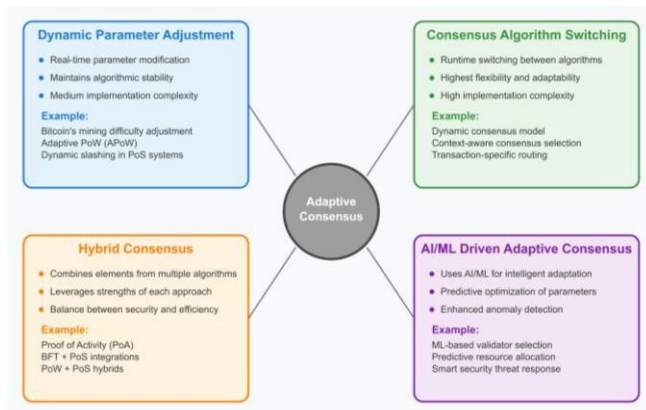 Dynamic Parameter Adjustment
Real-time parameter modification
Maintains algorithmic stability
Medium implementation complexity
Example:
Bitcoin's mining difficulty adjustment
Adaptive PoW (APoW)
Dynamic slashing in PoS systems
Consensus Algorithm Switching
Runtime switching between algorithms
Highest flexibility and adaptability
High implementation complexity
Example:
Dynamic consensus model
Context-aware consensus selection
Transaction-specific routing
Adaptive
Consensus
Hybrid Consensus
Combines elements from multiple algorithms
Leverages strengths of each approach
Balance between security and efficiency
Example:
Proof of Activity (PoA)
BFT + PoS integrations
PoW + PoS hybrids
AI/ML Driven Adaptive Consensus
Uses AI/ML for intelligent adaptation
Predictive optimization of parameters
Enhanced anomaly detection
Example:
ML-based validator selection
Predictive resource allocation
Smart security threat response